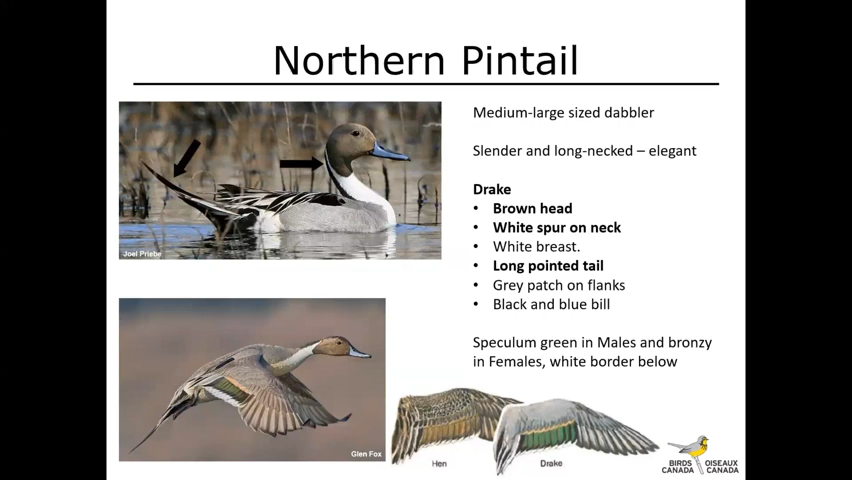 Northern Pintail
Joel Priebe
Medium-large sized dabbler
Slender and long-necked – elegant
Drake
• Brown head
• White spur on neck
• White breast.
• Long pointed tail
• Grey patch on flanks
• Black and blue bill
Speculum green in Males and bronzy
in Females, white border below
Glen Fox
Hen
Drake
BIRDS OISEAUX
CANADA CANADA